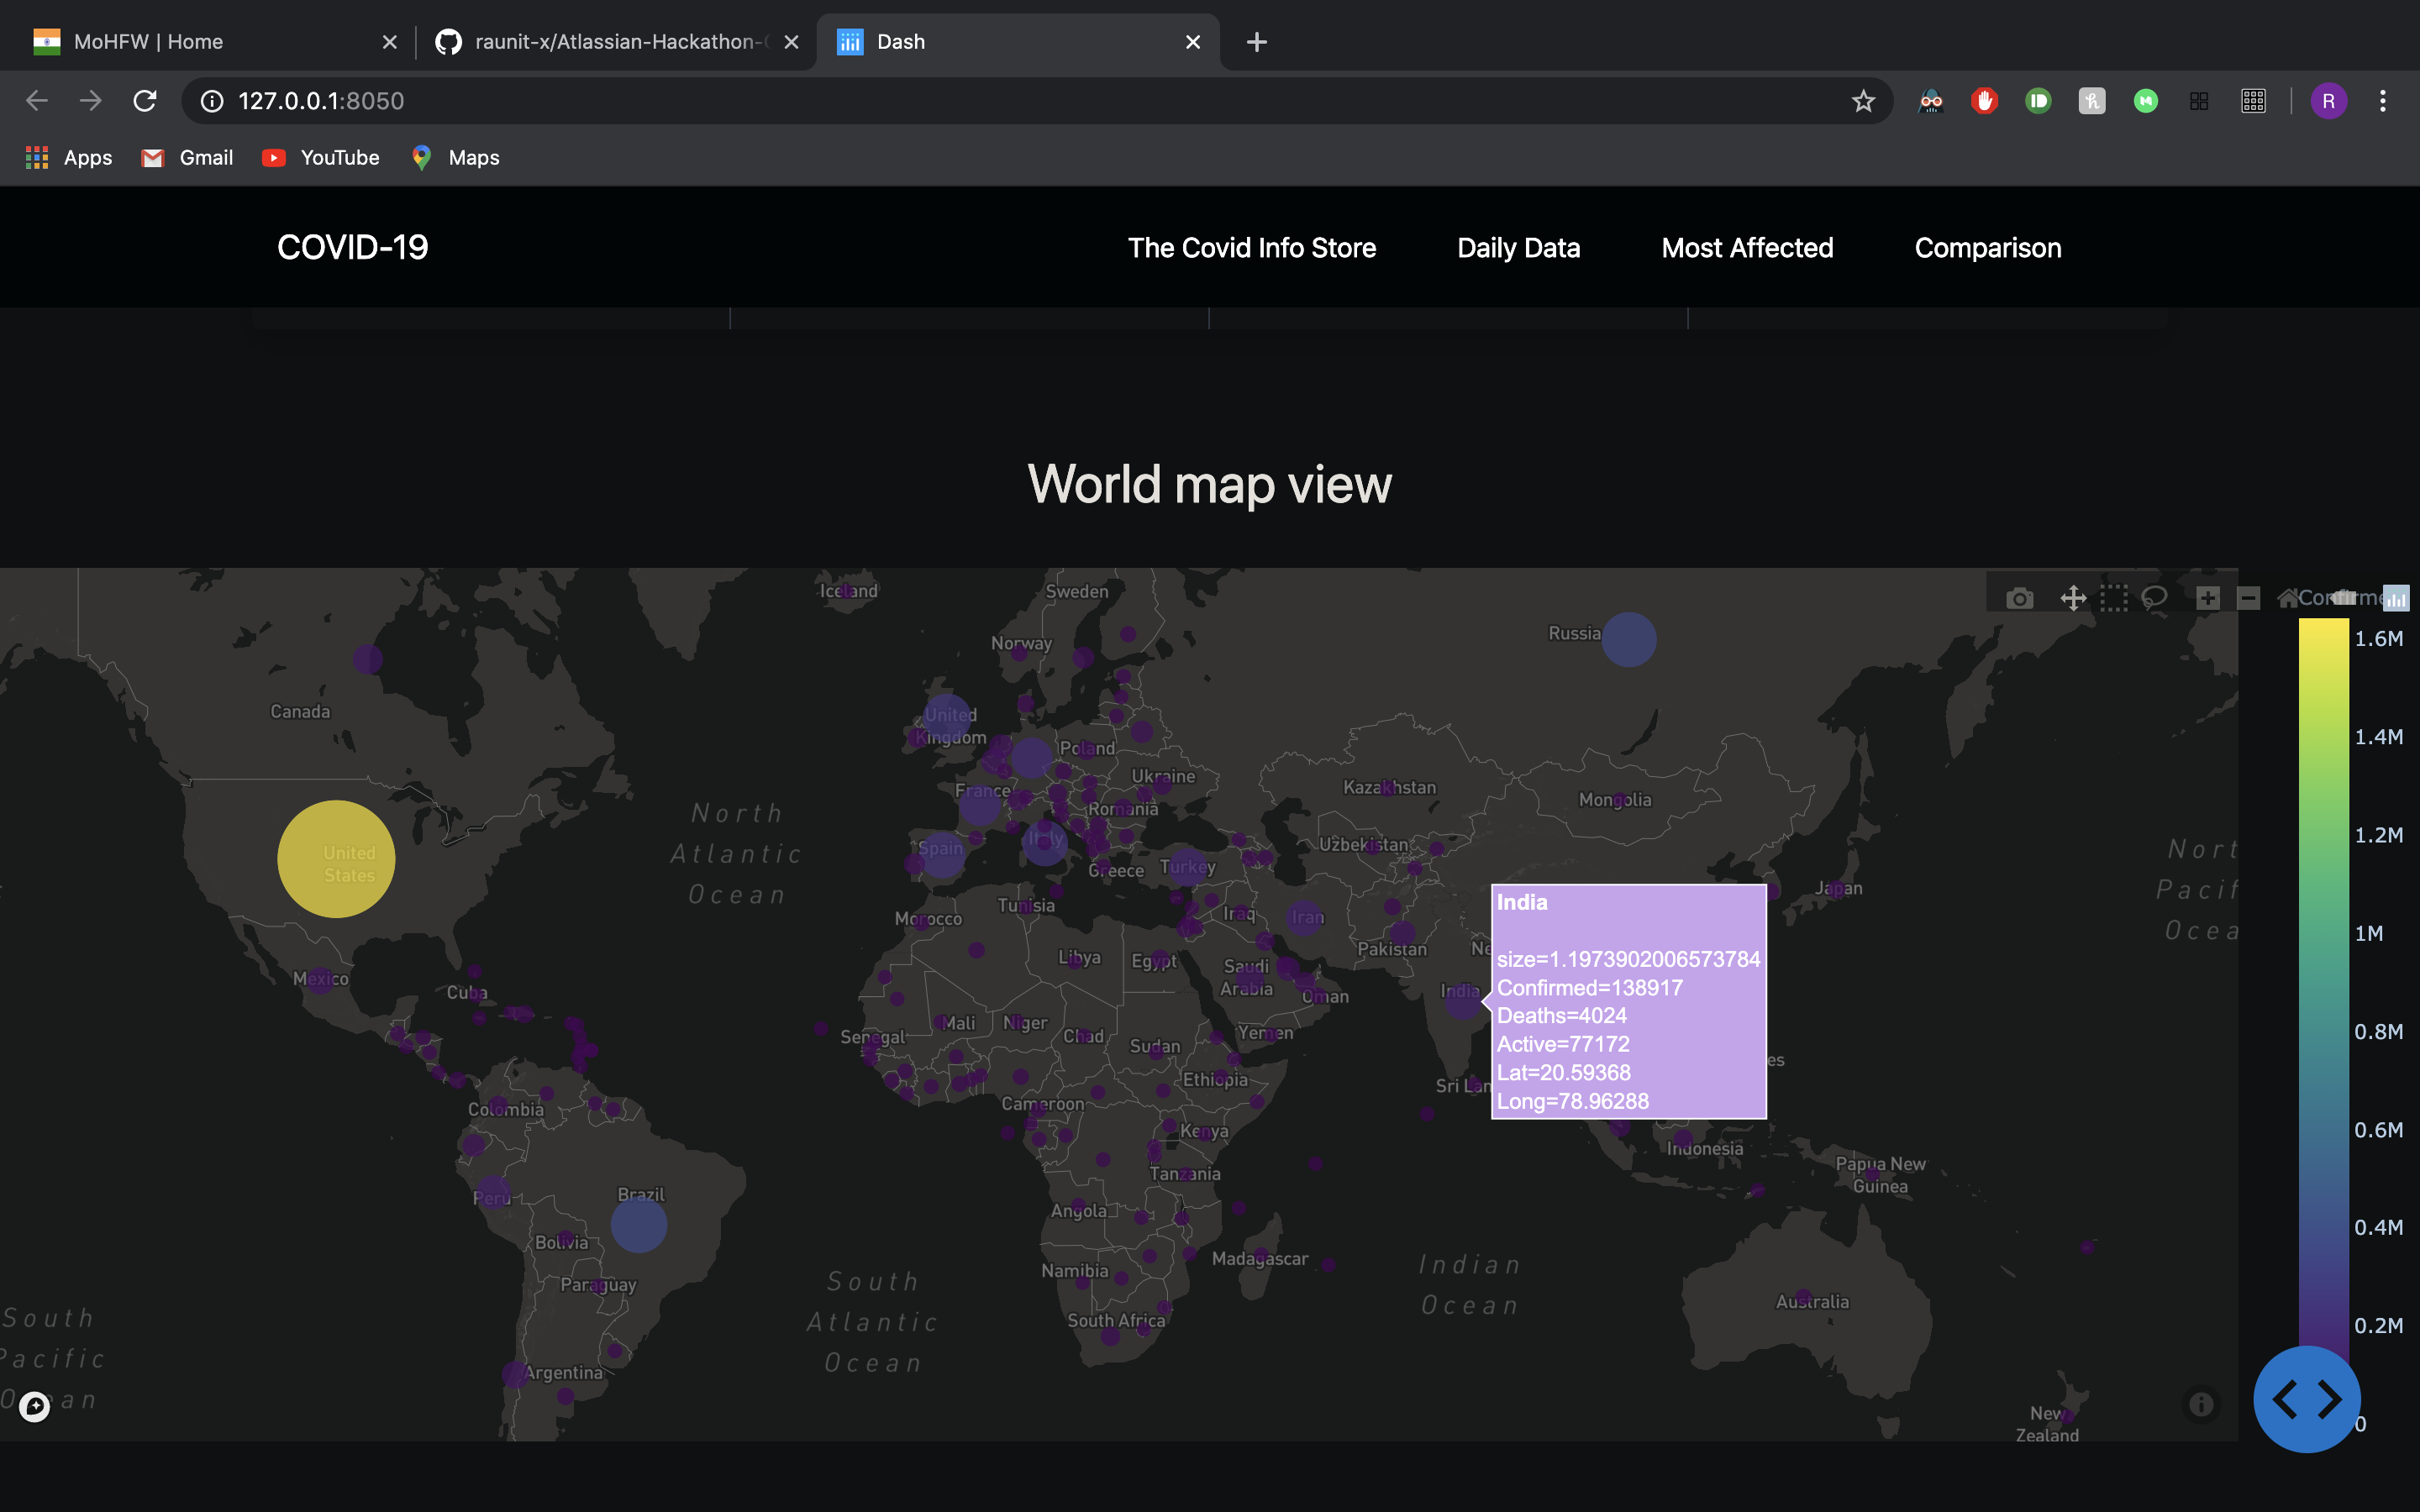 MoHFW | Home
raunit-x/Atlassian-Hackathon-
Dash
127.0.0.1:8050
R
Apps
Gmail
YouTube
Maps
COVID-19
The Covid Info Store
Daily Data
Most Affected
Comparison
World map view
Iceland
Sweden
Norway
Russia
Canada
United
Kingdom
Poland
Ukraine
France
Romania
Kazakhstan
Mongolia
North
Atlantic
Ocean
United
States
Spain
Italy
Greece
Turkey
Uzbekistan
Japan
Nort
Pacif
Ocea
Morocco
Tunisia
Iraq
Iran
Pakistan
Ne
Libya
Egypt
Saudi
Arabia
Oman
India
Mexico
Cuba
Senegal
Mali
Niger
Chad
Sudan
Yemen
Ethiopia
Sri Lan
es
India
size=1.1973902006573784
Confirmed=138917
Deaths=4024
Active=77172
Lat=20.59368
Long=78.96288
Colombia
Cameroon
Kenya
Tanzania
Indonesia
Papua New
Guinea
Peru
Brazil
Bolivia
Paraguay
Argentina
Angola
Namibia
Madagascar
South Africa
South
Atlantic
Ocean
Indian
Ocean
Australia
New
Zealand
South
Pacific
Ocean
Confirme
1.6M
1.4M
1.2M
1M
0.8M
0.6M
0.4M
0.2M
0